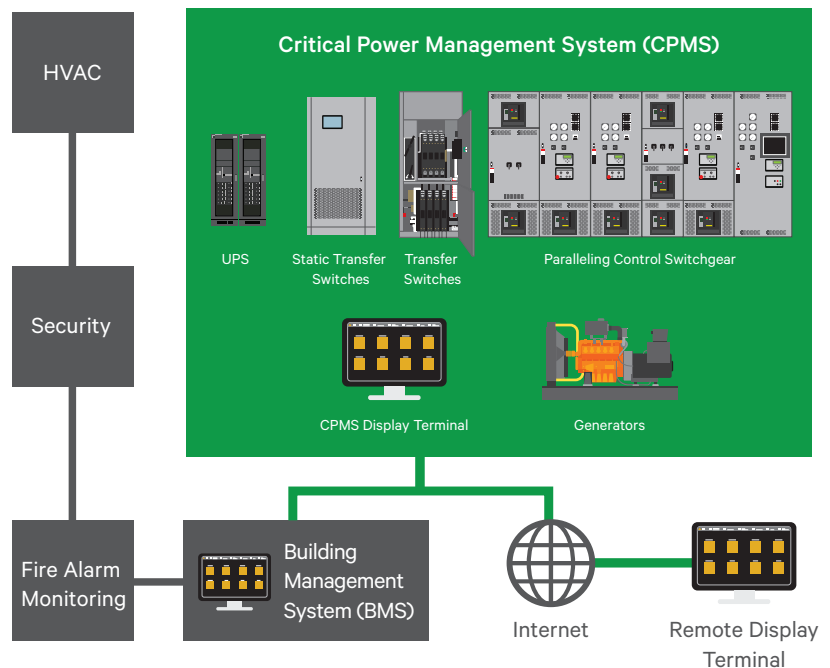 Critical Power Management System (CPMS)
HVAC
UPS
Static Transfer
Switches
Transfer
Switches
Paralleling Control Switchgear
Security
CPMS Display Terminal
Generators
Fire Alarm
Monitoring
Building
Management
System (BMS)
Internet
Remote Display
Terminal